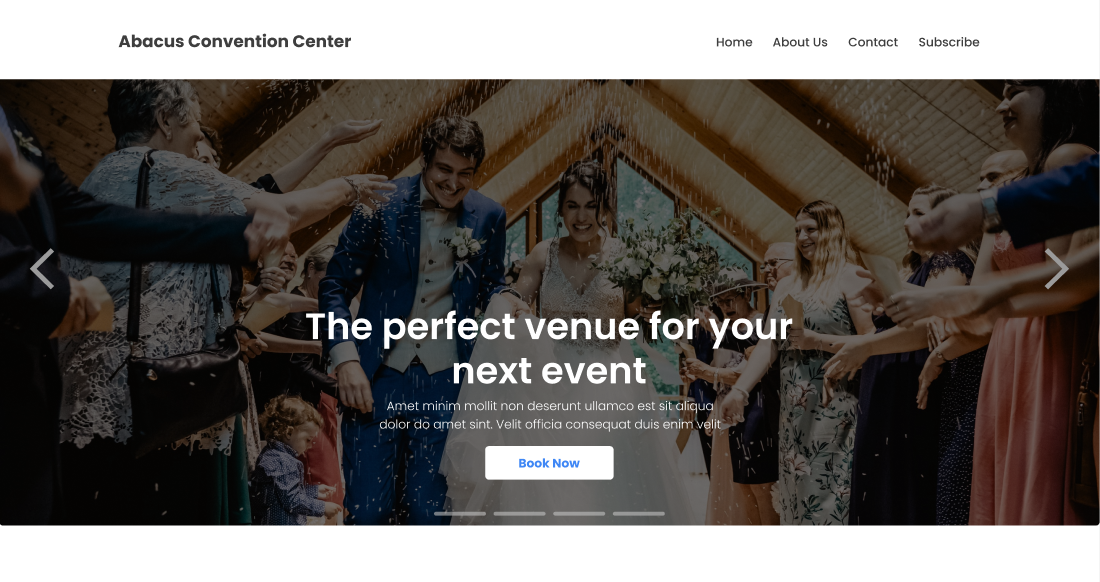 Abacus Convention Center
Home About Us Contact Subscribe
The perfect venue for your
next event
Amet minim mollit non deserunt ullamco est sit aliqua
dolor do amet sint. Velit officia consequat duis enim velit
Book Now